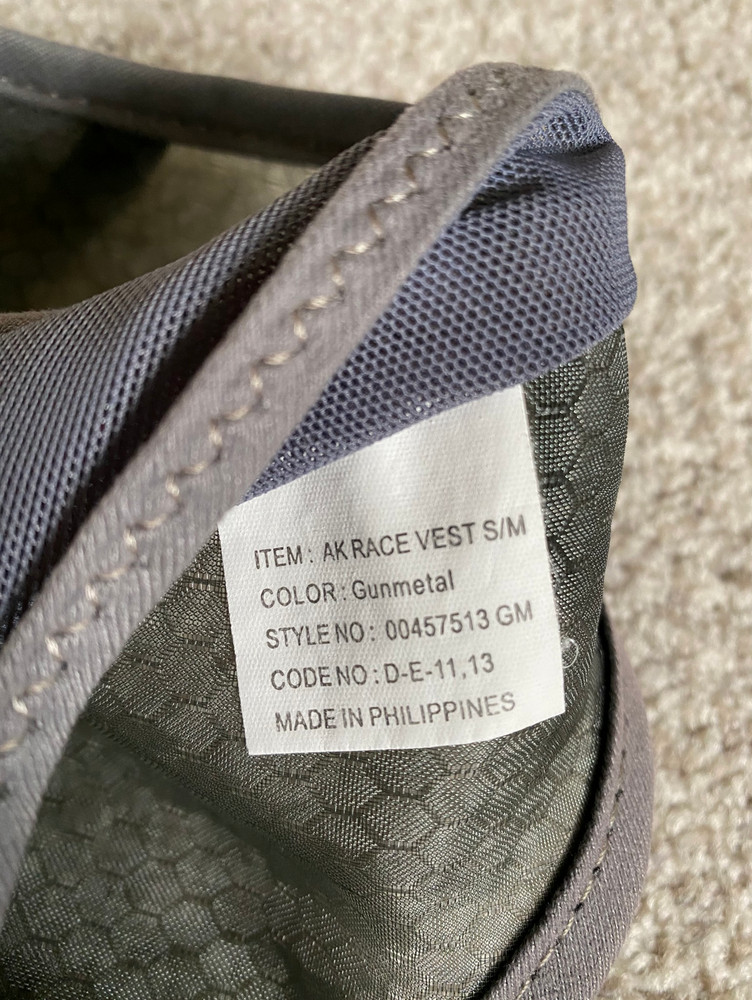 ITEM : AK RACE VEST S/M
COLOR : Gunmetal
STYLE NO : 00457513 GM
CODE NO : D-E-11,13
MADE IN PHILIPPINES